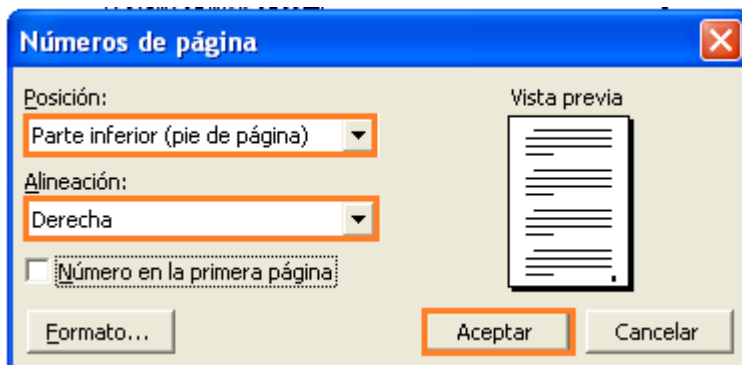 Números de página
Posición:
Vista previa
Parte inferior (pie de página)
Alineación:
Derecha
Número en la primera página
Formato...
Aceptar
Cancelar